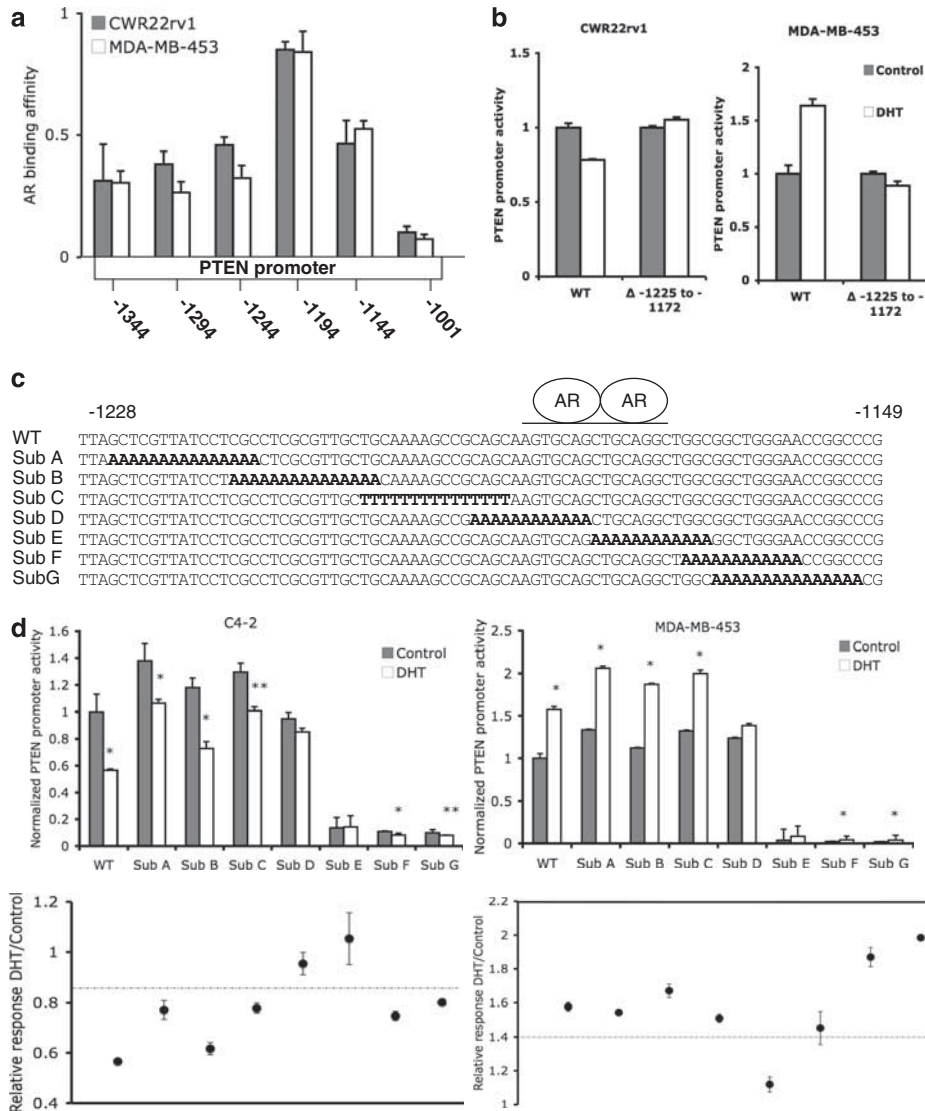 a
CWR22rv1
MDA-MB-453
AR binding affinity
1
0.5
0
PTEN promoter
-1344
-1294
-1244
-1194
-1144
-1001
b
CWR22rv1
PTEN promoter activity
1.5
1
0.5
0
WT
Δ -1225 to -
1172
MDA-MB-453
Control
DHT
PTEN promoter activity
2
1.5
1
0.5
0
WT
Δ -1225 to -
1172
c
AR AR
-1228 -1149
WT TTAGCTCGTTATCCTCGCCTCGCGTTGCTGCAAAAGCCGCAGCAAGTGCAGCTGCAGGCTGGCGGCTGGGAACCGGCCCG
Sub A TTAAAAAAAAAAAAAAAACTCGCGTTGCTGCAAAAGCCGCAGCAAGTGCAGCTGCAGGCTGGCGGCTGGGAACCGGCCCG
Sub B TTAGCTCGTTATCCTAAAAAAAAAAAAAAACAAAAGCCGCAGCAAGTGCAGCTGCAGGCTGGCGGCTGGGAACCGGCCCG
Sub C TTAGCTCGTTATCCTCGCCTCGCGTTGCTTTTTTTTTTTTTTTAAGTGCAGCTGCAGGCTGGCGGCTGGGAACCGGCCCG
Sub D TTAGCTCGTTATCCTCGCCTCGCGTTGCTGCAAAAGCCGAAAAAAAAAAAACTGCAGGCTGGCGGCTGGGAACCGGCCCG
Sub E TTAGCTCGTTATCCTCGCCTCGCGTTGCTGCAAAAGCCGCAGCAAGTGCAGAAAAAAAAAAAAGGCTGGGAACCGGCCCG
Sub F TTAGCTCGTTATCCTCGCCTCGCGTTGCTGCAAAAGCCGCAGCAAGTGCAGCTGCAGGCTAAAAAAAAAAAACCGGCCCG
SubG TTAGCTCGTTATCCTCGCCTCGCGTTGCTGCAAAAGCCGCAGCAAGTGCAGCTGCAGGCTGGCAAAAAAAAAAAAAAACG
d
C4-2
Control
DHT
Normalized PTEN promoter activity
1.6
1.4
1.2
1
0.8
0.6
0.4
0.2
0
* * * ** * **
WT Sub A Sub B Sub C Sub D Sub E Sub F Sub G
MDA-MB-453
Control
DHT
Normalized PTEN promoter activity
2.5
2
1.5
1
0.5
0
* * * * * *
WT Sub A Sub B Sub C Sub D Sub E Sub F Sub G
Relative response DHT/Control
1.2
1
0.8
0.6
0.4
Relative response DHT/Control
2.2
2
1.8
1.6
1.4
1.2
1